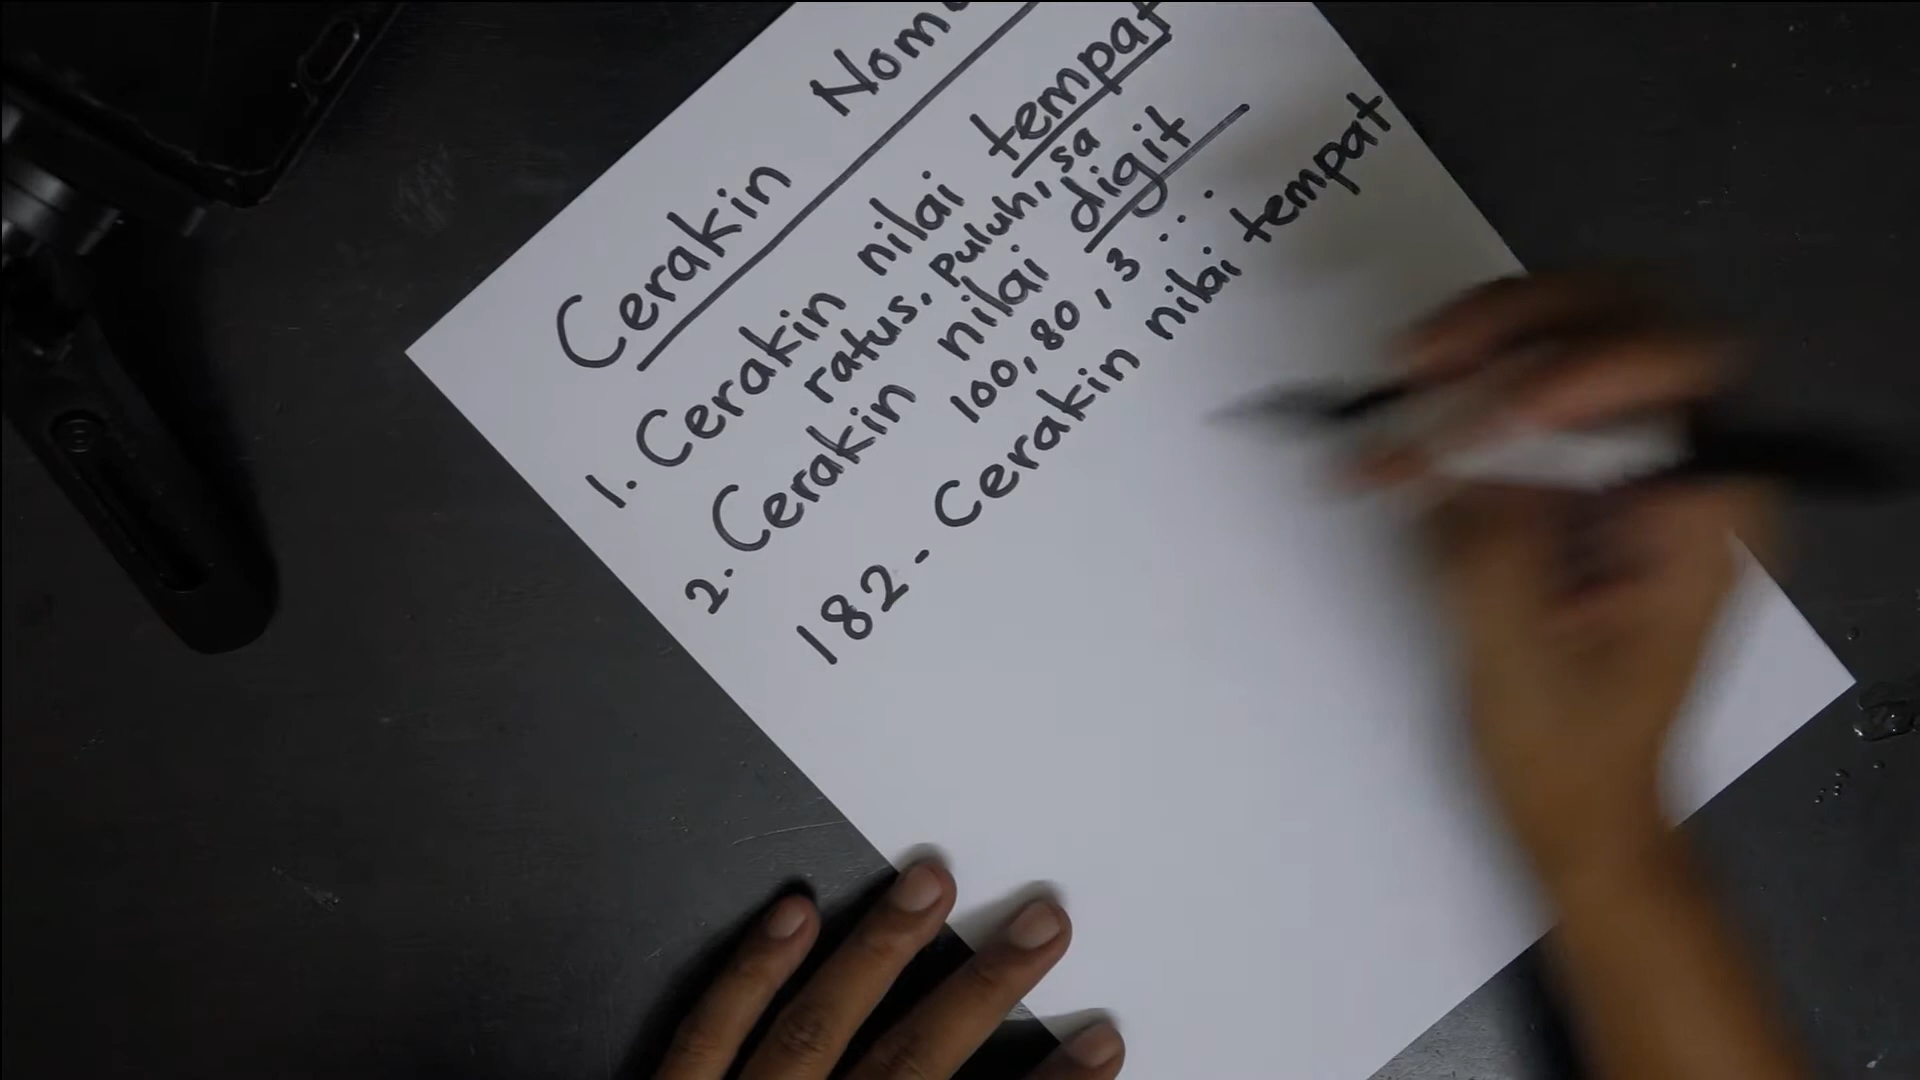 Cerakin
1. Cerakin nilai tempat
ratus, puluh, sa
2. Cerakin nilai digit
100, 80, 3 ...
182 - Cerakin nilai tempat